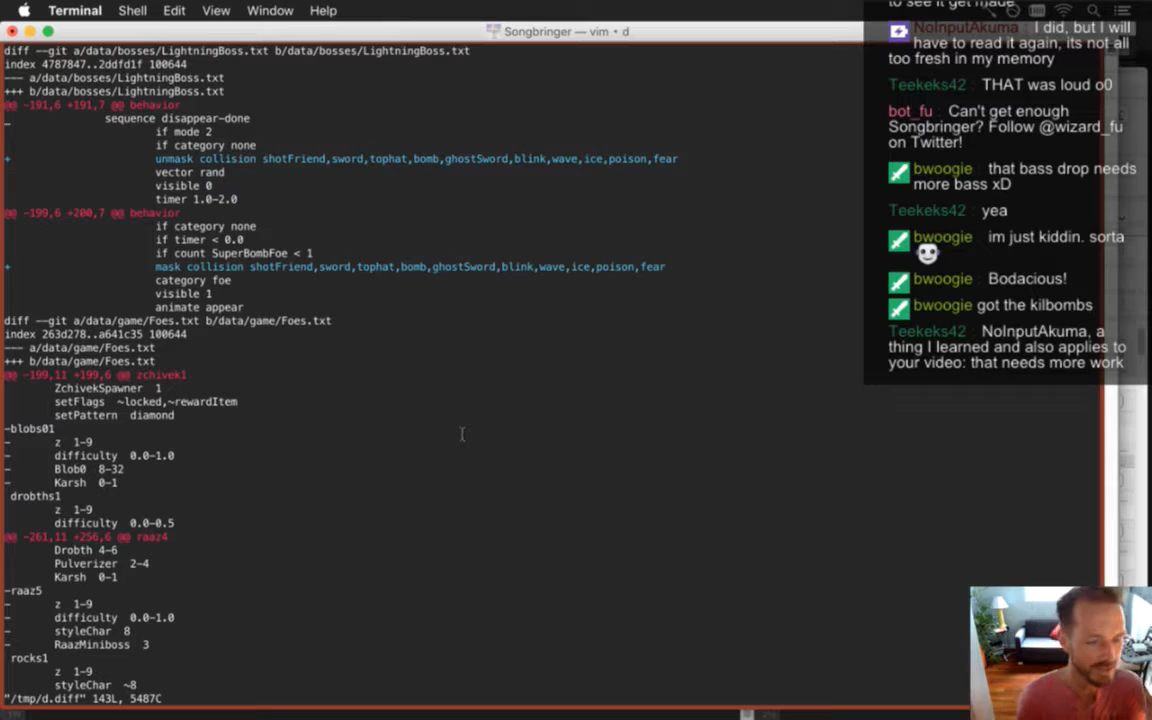 Terminal Shell Edit View Window Help
Songbringer — vim • d
diff --git a/data/bosses/LightningBoss.txt b/data/bosses/LightningBoss.txt
index 4787847..2ddfd1f 100644
--- a/data/bosses/LightningBoss.txt
+++ b/data/bosses/LightningBoss.txt
@@ -191,6 +191,7 @@ behavior
sequence disappear-done
if mode 2
if category none
+ unmask collision shotFriend,sword,tophat,bomb,ghostSword,blink,wave,ice,poison,fear
vector rand
visible 0
timer 1.0-2.0
@@ -199,6 +200,7 @@ behavior
if category none
if timer < 0.0
if count SuperBombFoe < 1
+ mask collision shotFriend,sword,tophat,bomb,ghostSword,blink,wave,ice,poison,fear
category foe
visible 1
animate appear
diff --git a/data/game/Foes.txt b/data/game/Foes.txt
index 263d278..a641c35 100644
--- a/data/game/Foes.txt
+++ b/data/game/Foes.txt
@@ -199,11 +199,6 @@ zchivek1
ZchivekSpawner 1
setFlags ~locked,~rewardItem
setPattern diamond
-blobs01
- z 1-9
- difficulty 0.0-1.0
- Blob0 8-32
- Karsh 0-1
drobths1
z 1-9
difficulty 0.0-0.5
@@ -261,11 +256,6 @@ raaz4
Drobth 4-6
Pulverizer 2-4
Karsh 0-1
-raaz5
- z 1-9
- difficulty 0.0-1.0
- styleChar 8
- RaazMiniboss 3
rocks1
z 1-9
styleChar ~8
"/tmp/d.diff" 143L, 5487C
to see it get made
NoInputAkuma I did, but I will
have to read it again, its not all
too fresh in my memory
Teekeks42 : THAT was loud o0
bot_fu Can't get enough
Songbringer? Follow @wizard_fu
on Twitter!
bwoogie that bass drop needs
more bass xD
Teekeks42 : yea
bwoogie im just kiddin. sorta
bwoogie Bodacious!
bwoogie got the kilbombs
Teekeks42 NoInputAkuma, a
thing I learned and also applies to
your video: that needs more work